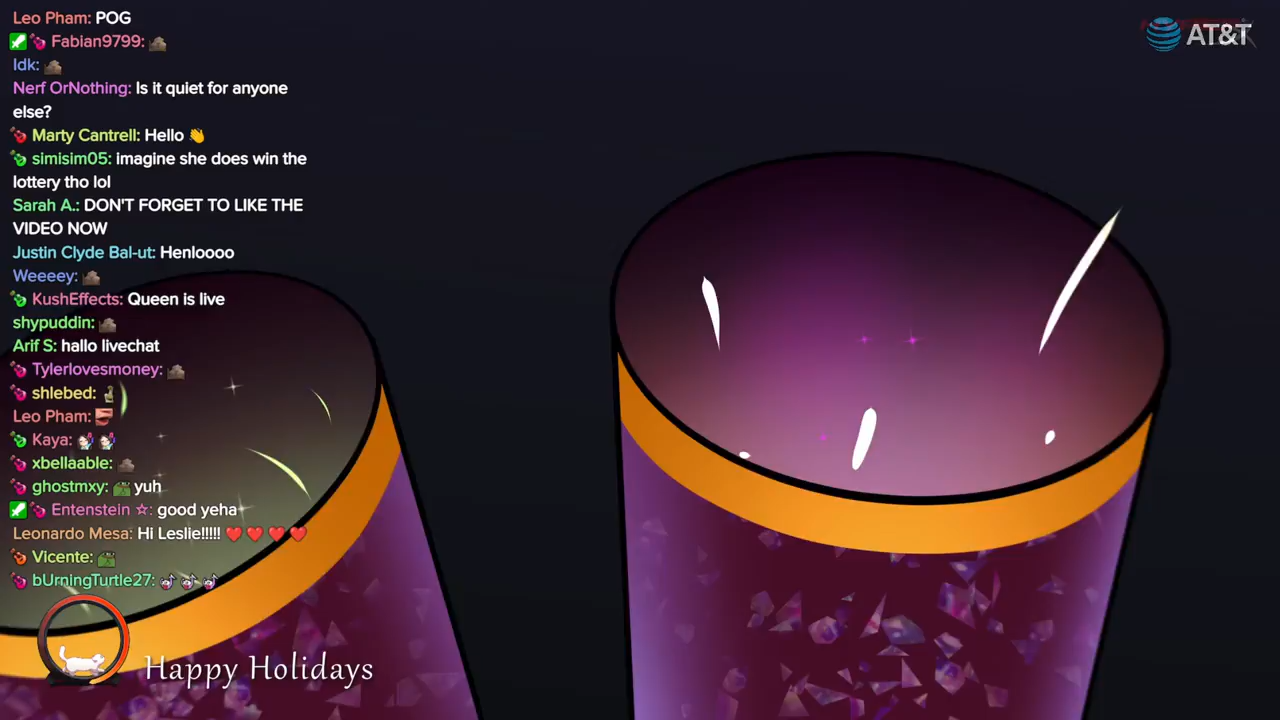 Leo Pham: POG
Fabian9799:
Idk:
Nerf OrNothing: Is it quiet for anyone
else?
Marty Cantrell: Hello 👋
simisim05: imagine she does win the
lottery tho lol
Sarah A.: DON'T FORGET TO LIKE THE
VIDEO NOW
Justin Clyde Bal-ut: Henloooo
Weeeey:
KushEffects: Queen is live
shypuddin:
Arif S: hallo livechat
Tylerlovesmoney:
shlebed:
Leo Pham:
Kaya:
xbellaable:
ghostmxy: yuh
Entenstein ☆: good yeha
Leonardo Mesa: Hi Leslie!!!!! ❤️ ❤️ ❤️ ❤️
Vicente:
bUrningTurtle27:
Happy Holidays
AT&T